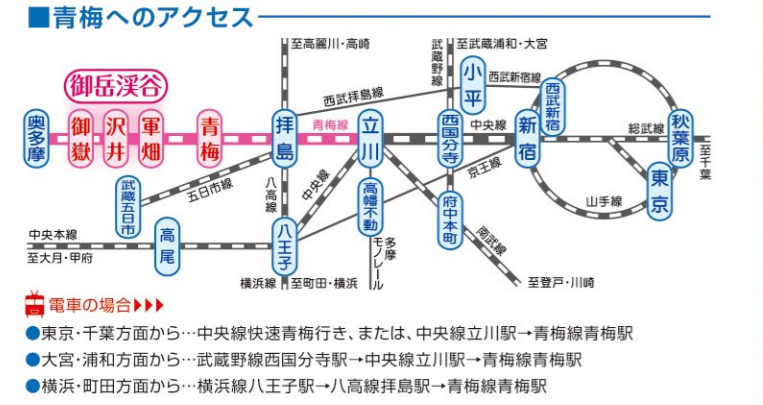 ■青梅へのアクセス
至高麗川・高崎
武蔵野線
至武蔵浦和・大宮
小平
西武新宿線
西武新宿
御岳渓谷
西武拝島線
奥多摩
御嶽
沢井
軍畑
青梅
拝島
青梅線
立川
西国分寺
中央線
新宿
総武線
秋葉原
至千葉
武蔵五日市
五日市線
八高線
中央線
高幡不動
京王線
府中本町
東京
山手線
中央本線
至大月・甲府
高尾
八王子
多摩モノレール
南武線
横浜線
至町田・横浜
至登戸・川崎
電車の場合▶▶▶
●東京・千葉方面から…中央線快速青梅行き、または、中央線立川駅→青梅線青梅駅
●大宮・浦和方面から…武蔵野線西国分寺駅→中央線立川駅→青梅線青梅駅
●横浜・町田方面から…横浜線八王子駅→八高線拝島駅→青梅線青梅駅